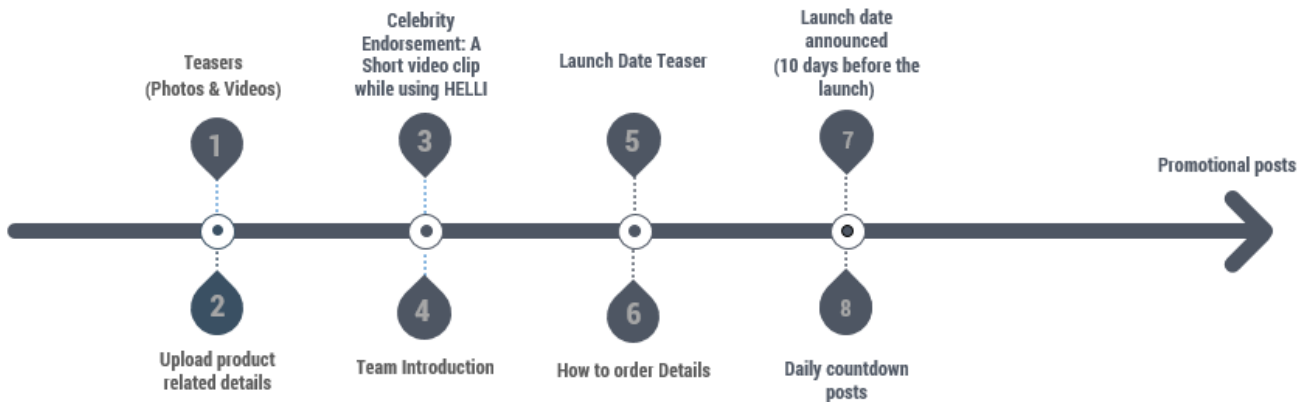 Teasers
(Photos & Videos)
1
2
Upload product
related details
Celebrity
Endorsement: A
Short video clip
while using HELLI
3
4
Team Introduction
Launch Date Teaser
5
6
How to order Details
Launch date
announced
(10 days before the
launch)
7
8
Daily countdown
posts
Promotional posts